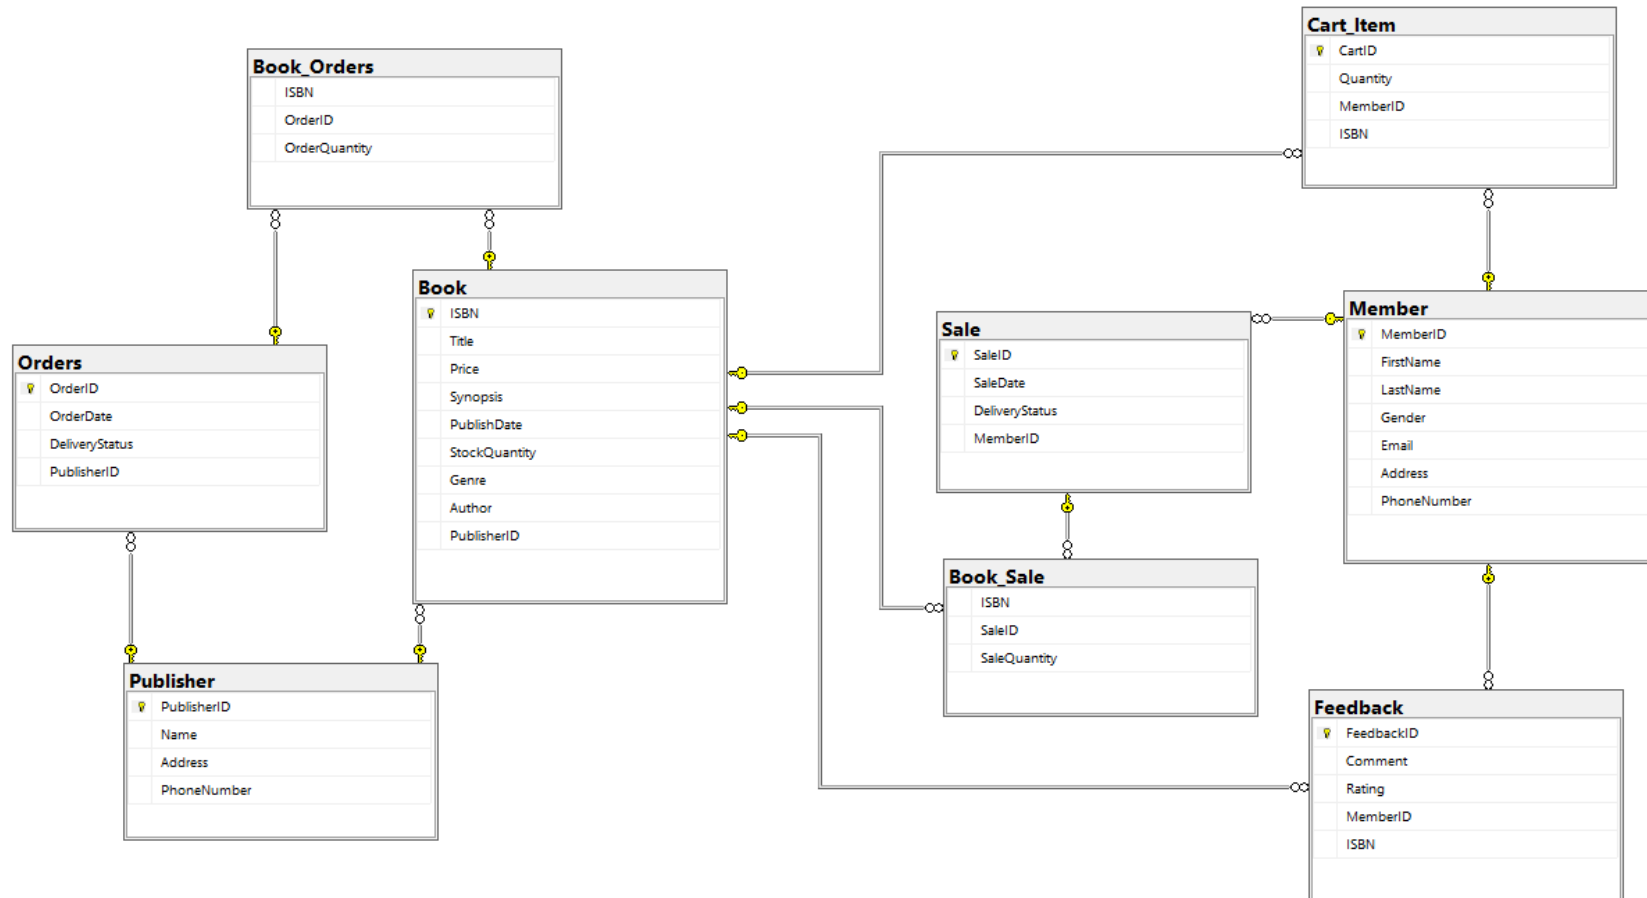 Book_Orders
ISBN
OrderID
OrderQuantity
Cart_Item
CartID
Quantity
MemberID
ISBN
Book
ISBN
Title
Price
Synopsis
PublishDate
StockQuantity
Genre
Author
PublisherID
Orders
OrderID
OrderDate
DeliveryStatus
PublisherID
Sale
SaleID
SaleDate
DeliveryStatus
MemberID
Member
MemberID
FirstName
LastName
Gender
Email
Address
PhoneNumber
Book_Sale
ISBN
SaleID
SaleQuantity
Publisher
PublisherID
Name
Address
PhoneNumber
Feedback
FeedbackID
Comment
Rating
MemberID
ISBN